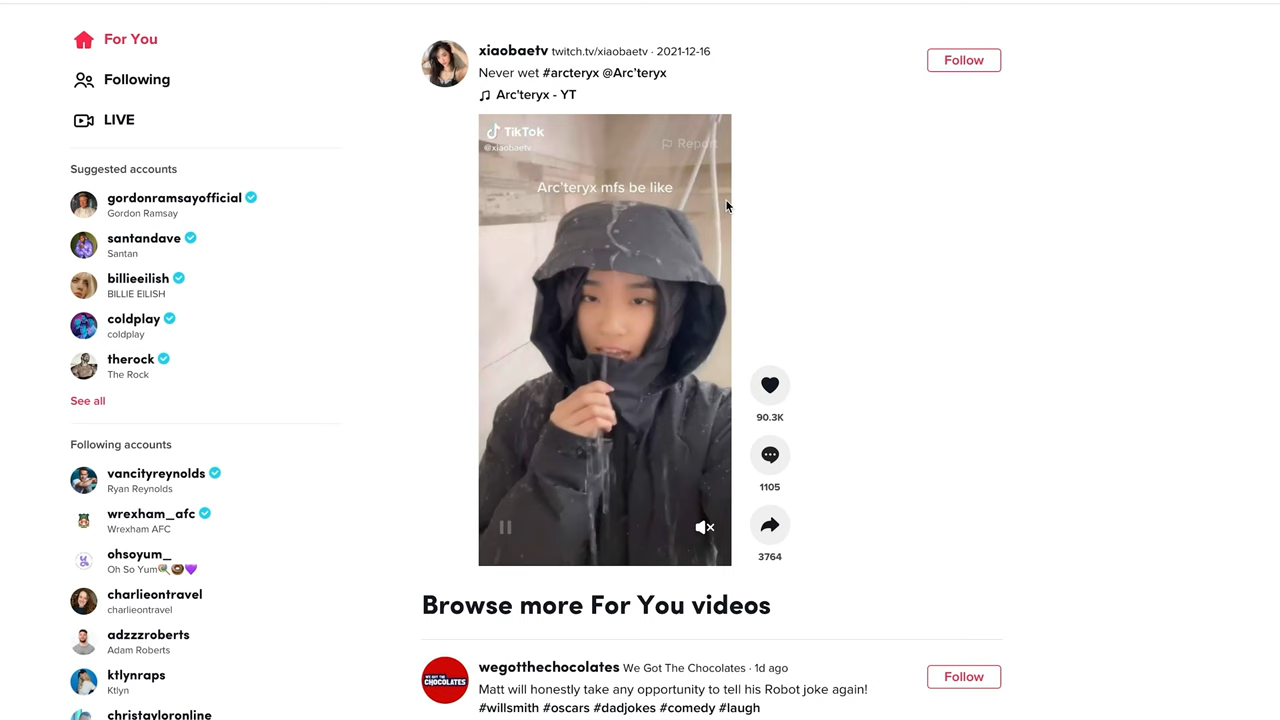 For You
Following
LIVE
Suggested accounts
gordonramsayofficial
Gordon Ramsay
santandave
Santan
billieeilish
BILLIE EILISH
coldplay
coldplay
therock
The Rock
See all
Following accounts
vancityreynolds
Ryan Reynolds
wrexham_afc
Wrexham AFC
ohsoyum_
Oh So Yum🍭🍩💜
charlieontravel
charlieontravel
adzzzroberts
Adam Roberts
ktlynraps
Ktlyn
christayloronline
xiaobaetv twitch.tv/xiaobaetv · 2021-12-16
Follow
Never wet #arcteryx @Arc'teryx
Arc'teryx - YT
TikTok
@xiaobaetv
Report
Arc'teryx mfs be like
90.3K
1105
3764
Browse more For You videos
WE GOT THE
CHOCOLATES
wegotthechocolates We Got The Chocolates · 1d ago
Follow
Matt will honestly take any opportunity to tell his Robot joke again!
#willsmith #oscars #dadjokes #comedy #laugh